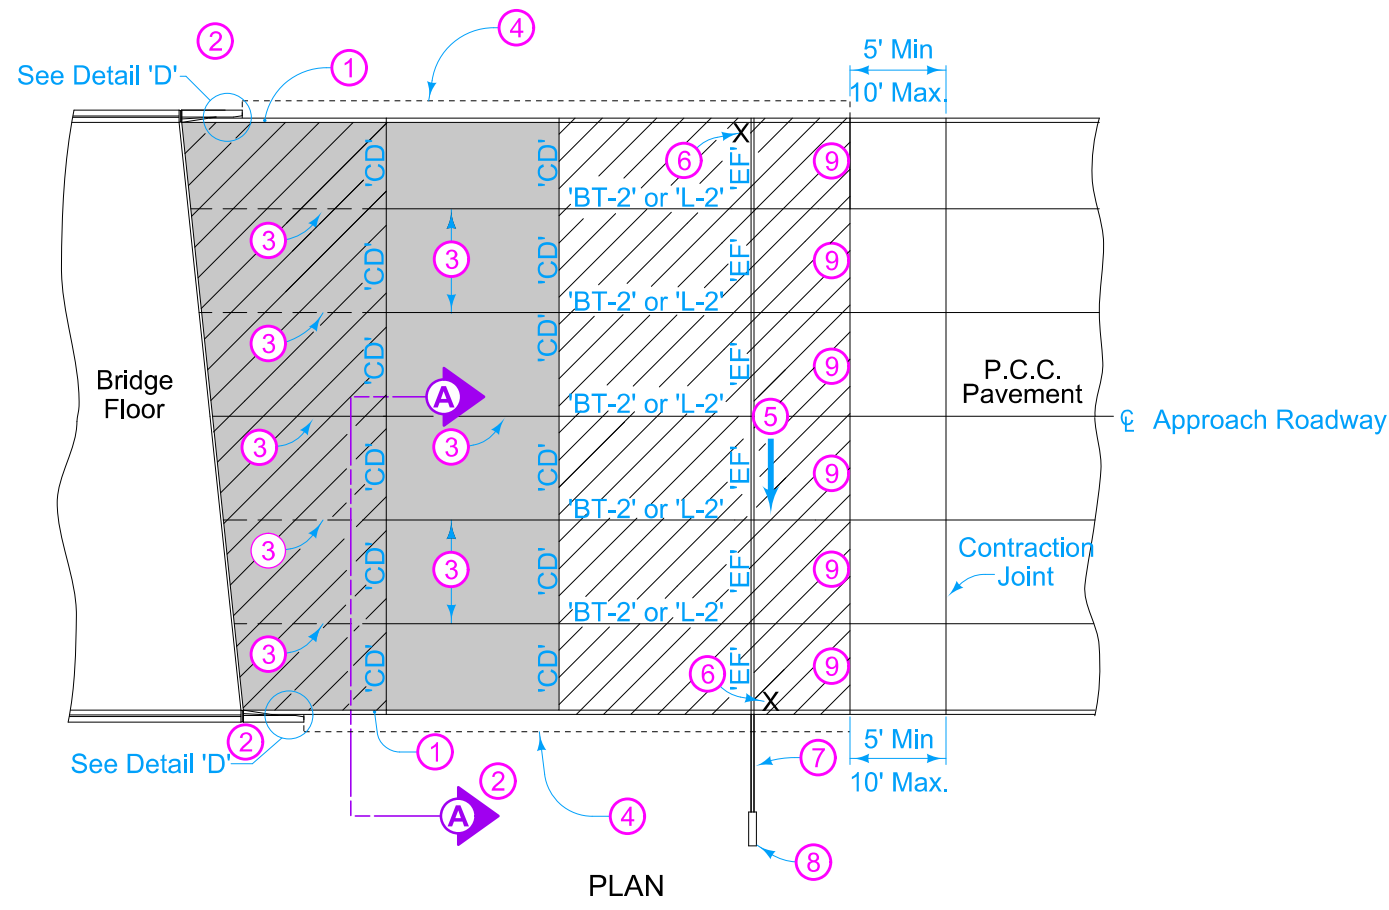 2
4
See Detail 'D'
1
5' Min
10' Max.
6
X
'CD'
'CD'
'EF'
9
'BT-2' or 'L-2'
3
3
'CD'
'CD'
'EF'
9
'BT-2' or 'L-2'
3
'CD'
'CD'
'EF'
9
Bridge
Floor
A
P.C.C.
Pavement
'BT-2' or 'L-2'
5
℄ Approach Roadway
3
3
'CD'
'CD'
'EF'
9
'BT-2' or 'L-2'
3
3
'CD'
'CD'
'EF'
9
Contraction
Joint
'BT-2' or 'L-2'
3
'CD'
'CD'
6
'EF'
X
9
2
See Detail 'D'
1
7
5' Min
10' Max.
2
A
4
8
PLAN